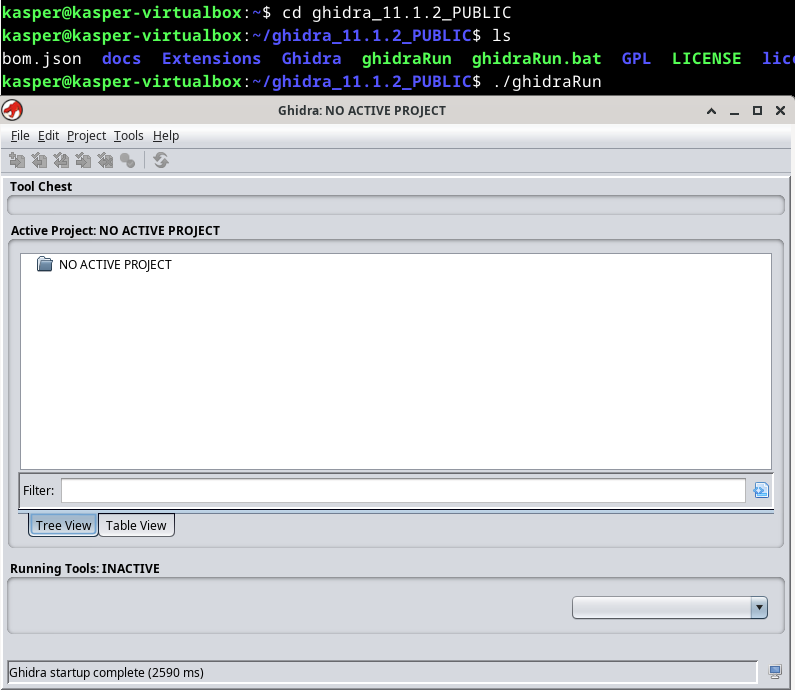 kasper@kasper-virtualbox:~$ cd ghidra_11.1.2_PUBLIC
kasper@kasper-virtualbox:~/ghidra_11.1.2_PUBLIC$ ls
bom.json docs Extensions Ghidra ghidraRun ghidraRun.bat GPL LICENSE lic
kasper@kasper-virtualbox:~/ghidra_11.1.2_PUBLIC$ ./ghidraRun
Ghidra: NO ACTIVE PROJECT
File Edit Project Tools Help
Tool Chest
Active Project: NO ACTIVE PROJECT
NO ACTIVE PROJECT
Filter:
Tree View Table View
Running Tools: INACTIVE
Ghidra startup complete (2590 ms)